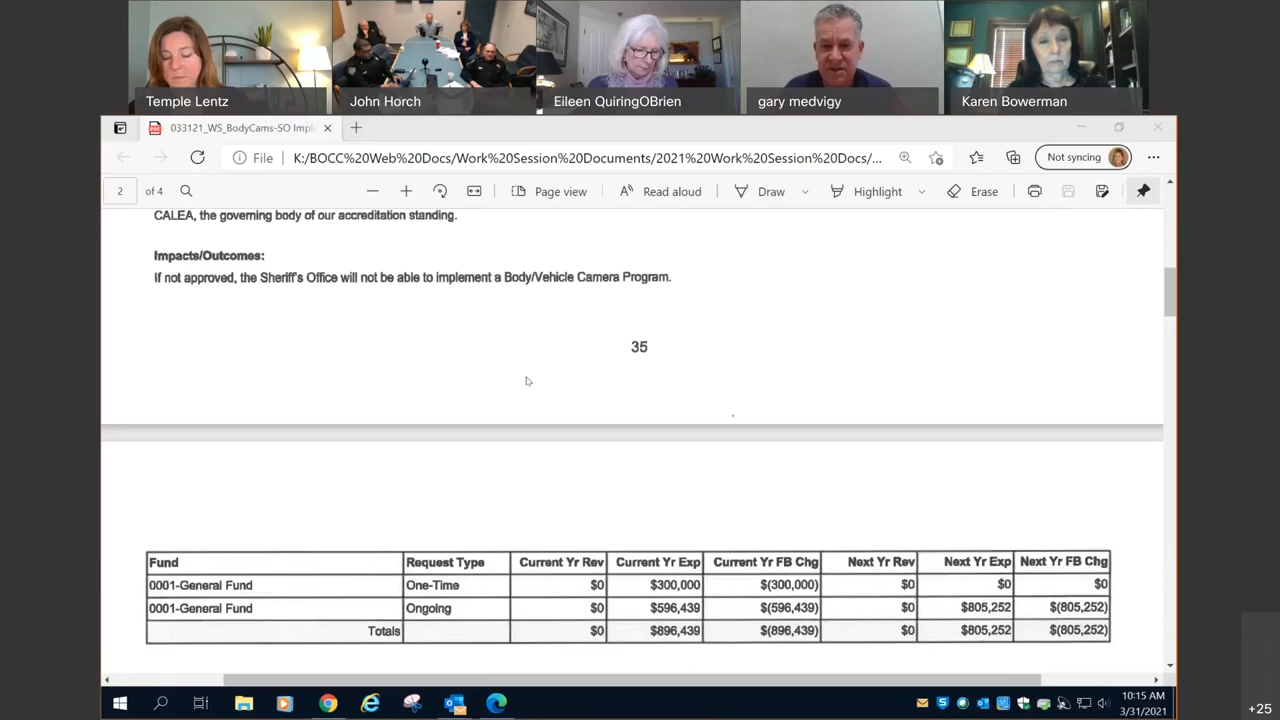 Temple Lentz
John Horch
Eileen QuiringOBrien
gary medvigy
Karen Bowerman
033121_WS_BodyCams-SO Impl
File K:/BOCC%20Web%20Docs/Work%20Session%20Documents/2021%20Work%20Session%20Docs/... Not syncing
2 of 4 Page view Read aloud Draw Highlight Erase
CALEA, the governing body of our accreditation standing.
Impacts/Outcomes:
If not approved, the Sheriff's Office will not be able to implement a Body/Vehicle Camera Program.
35
Fund Request Type Current Yr Rev Current Yr Exp Current Yr FB Chg Next Yr Rev Next Yr Exp Next Yr FB Chg
0001-General Fund One-Time $0 $300,000 $(300,000) $0 $0 $0
0001-General Fund Ongoing $0 $596,439 $(596,439) $0 $805,252 $(805,252)
Totals $0 $896,439 $(896,439) $0 $805,252 $(805,252)
10:15 AM
3/31/2021
+25